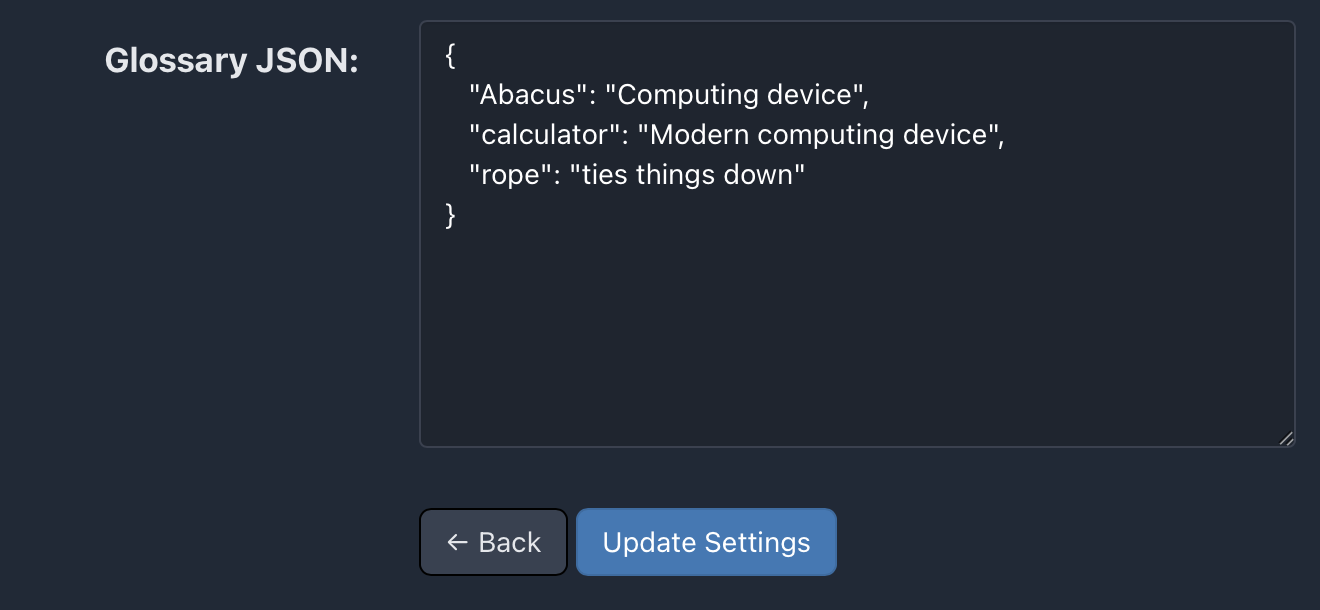 Glossary JSON:
{
"Abacus": "Computing device",
"calculator": "Modern computing device",
"rope": "ties things down"
}
← Back
Update Settings